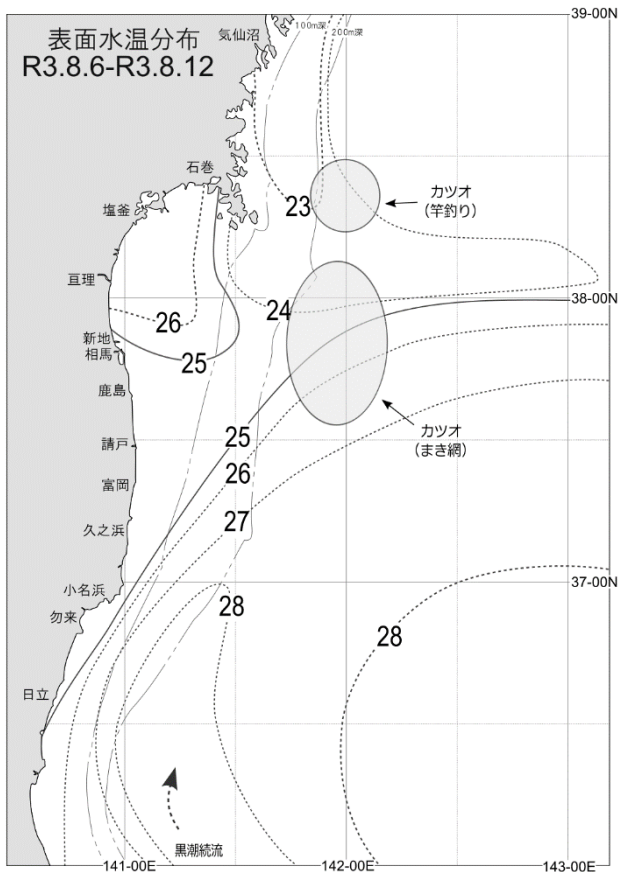 表面水温分布
R3.8.6-R3.8.12
気仙沼
100m深
200m深
39-00N
石巻
塩釜
カツオ
(竿釣り)
23
亘理
38-00N
24
26
新地
相馬
25
鹿島
カツオ
(まき網)
25
請戸
26
富岡
27
久之浜
小名浜
37-00N
勿来
28
28
日立
黒潮続流
141-00E
142-00E
143-00E